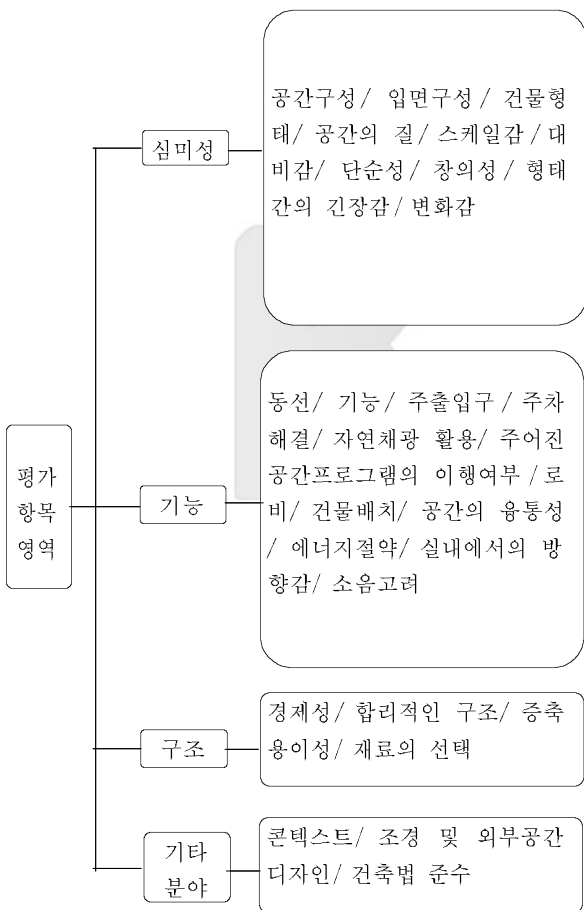 심미성
공간구성/ 입면구성 / 건물형
태/ 공간의 질/ 스케일감 / 대
비감/ 단순성/ 창의성 / 형태
간의 긴장감 / 변화감
평가
항목
영역
기능
동선/ 기능/ 주출입구 / 주차
해결/ 자연채광 활용/ 주어진
공간프로그램의 이행여부 / 로
비/ 건물배치/ 공간의 융통성
/ 에너지절약/ 실내에서의 방
향감/ 소음고려
구조
경제성/ 합리적인 구조/ 증축
용이성/ 재료의 선택
기타
분야
콘텍스트/ 조경 및 외부공간
디자인/ 건축법 준수